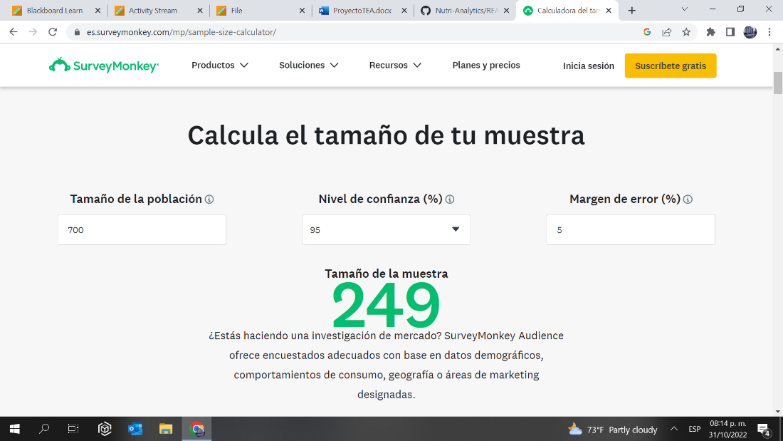 Blackboard Learn
Activity Stream
File
ProyectoTEA.docx
Nutri-Analytics/REA
Calculadora del tam
es.surveymonkey.com/mp/sample-size-calculator/
SurveyMonkey
Productos
Soluciones
Recursos
Planes y precios
Inicia sesión
Suscríbete gratis
Calcula el tamaño de tu muestra
Tamaño de la población
Nivel de confianza (%)
Margen de error (%)
700
95
5
Tamaño de la muestra
249
¿Estás haciendo una investigación de mercado? SurveyMonkey Audience
ofrece encuestados adecuados con base en datos demográficos,
comportamientos de consumo, geografía o áreas de marketing
designadas.
73°F Partly cloudy
ESP
08:14 p. m.
31/10/2022
4